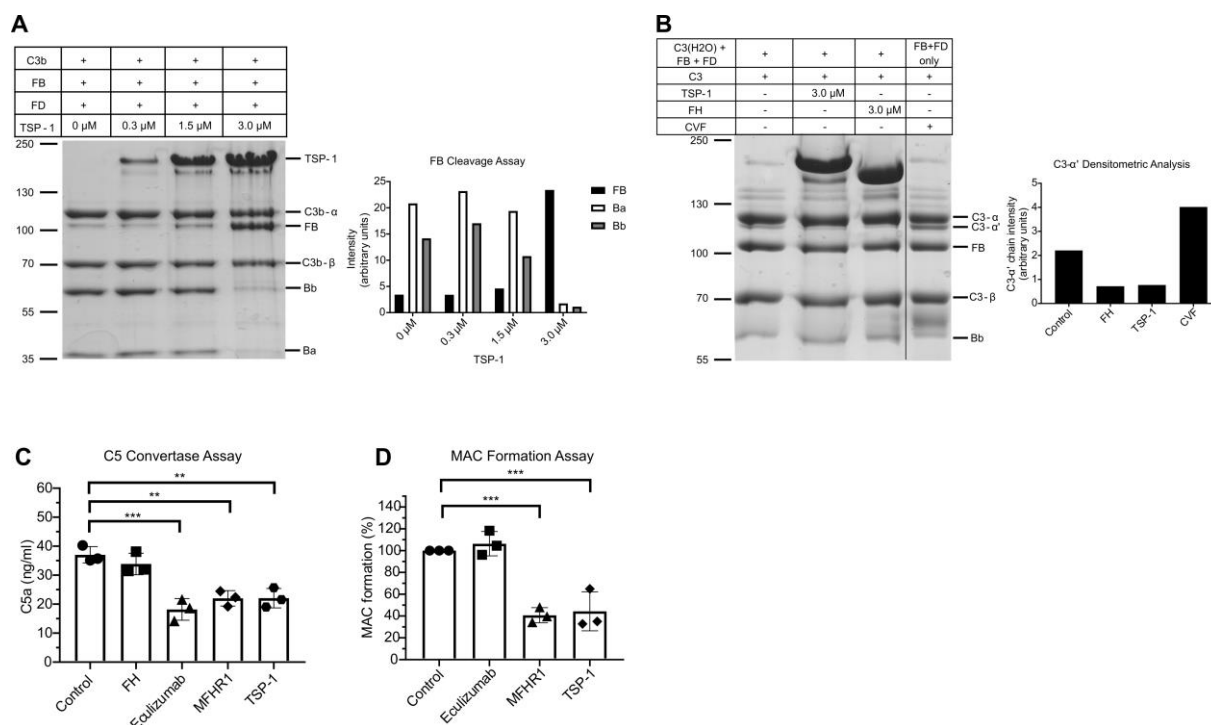 A
C3b + + + +
FB + + + +
FD + + + +
TSP-1 0 μM 0.3 μM 1.5 μM 3.0 μM
250
130
100
70
55
35
TSP-1
C3b-α
FB
C3b-β
Bb
Ba
FB Cleavage Assay
Intensity
(arbitrary units)
25
20
15
10
5
0
0 μM 0.3 μM 1.5 μM 3.0 μM
TSP-1
FB
Ba
Bb
B
C3(H2O) +
FB + FD + + + FB+FD
only
C3 + + + +
TSP-1 - 3.0 μM - -
FH - - 3.0 μM -
CVF - - - +
250
130
100
70
55
C3-α
C3-α'
FB
C3-β
Bb
C3-α' Densitometric Analysis
C3-α' chain intensity
(arbitrary units)
5
4
3
2
1
0
Control FH TSP-1 CVF
C
C5 Convertase Assay
**
**
***
C5a (ng/ml)
60
50
40
30
20
10
0
Control FH Eculizumab MFHR1 TSP-1
D
MAC Formation Assay
***
***
MAC formation (%)
200
180
160
140
120
100
80
60
40
20
0
Control Eculizumab MFHR1 TSP-1